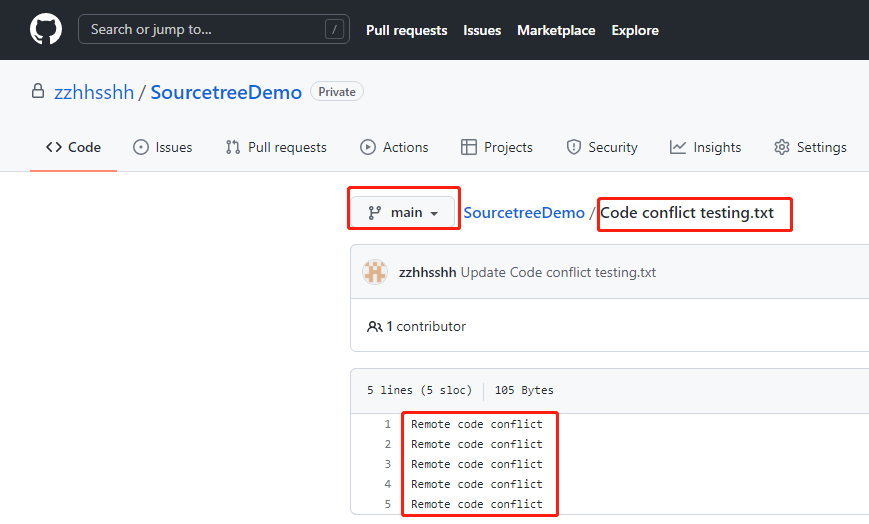 Search or jump to... / Pull requests Issues Marketplace Explore
zzhhsshh / SourcetreeDemo Private
Code Issues Pull requests Actions Projects Security Insights Settings
main SourcetreeDemo / Code conflict testing.txt
zzhhsshh Update Code conflict testing.txt
1 contributor
5 lines (5 sloc) 105 Bytes
1 Remote code conflict
2 Remote code conflict
3 Remote code conflict
4 Remote code conflict
5 Remote code conflict